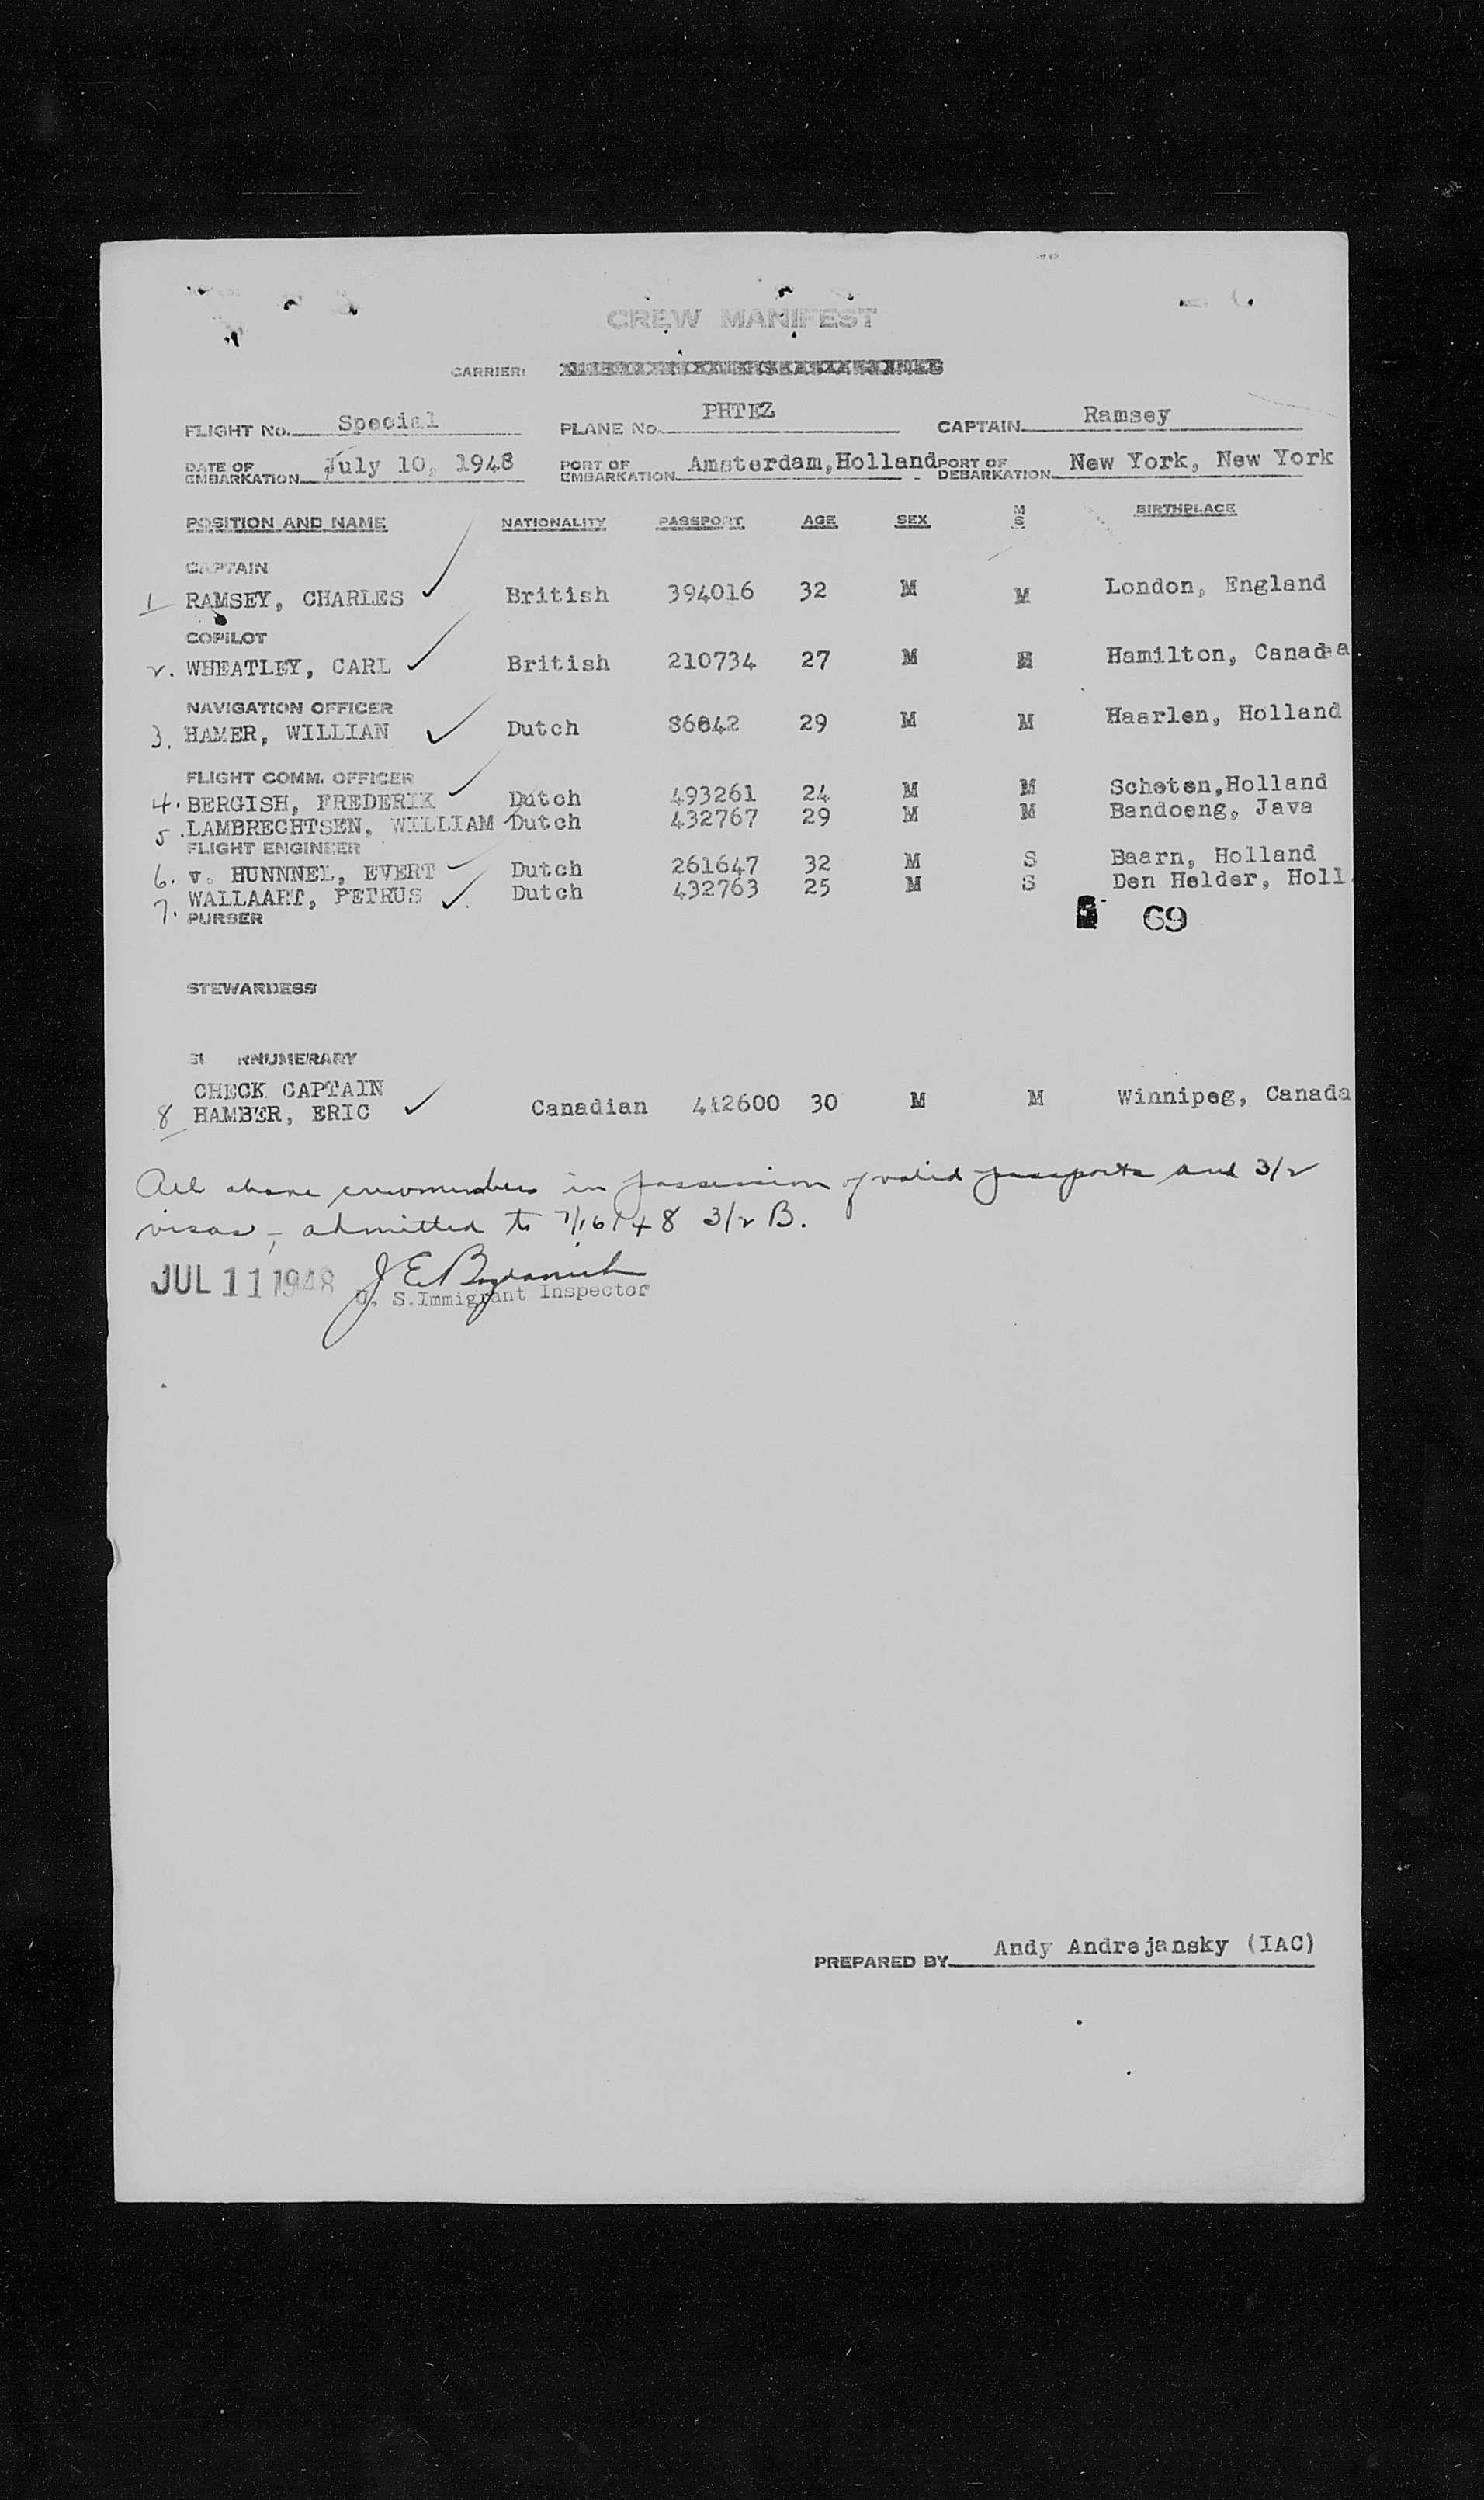 CREW MANIFEST
CARRIER:
FLIGHT No. Special PLANE No. PHTEZ CAPTAIN Ramsey
DATE OF EMBARKATION July 10, 1948 PORT OF EMBARKATION Amsterdam,Holland PORT OF DEBARKATION New York, New York
POSITION AND NAME NATIONALITY PASSPORT AGE SEX M S BIRTHPLACE
CAPTAIN
1 RAMSEY, CHARLES British 394016 32 M M London, England
COPILOT
2. WHEATLEY, CARL British 210734 27 M Hamilton, Canada
NAVIGATION OFFICER
3. HAMER, WILLIAN Dutch 86842 29 M M Haarlen, Holland
FLIGHT COMM. OFFICER
4. BERGISH, FREDERIK Dutch 493261 24 M M Schoten,Holland
5. LAMBRECHTSEN, WILLIAM Dutch 432767 29 M M Bandoeng, Java
FLIGHT ENGINEER
6. v. HUNNNEL, EVERT Dutch 261647 32 M S Baarn, Holland
7. WALLAART, PETRUS Dutch 432763 25 M S Den Helder, Holl.
PURSER
69
STEWARDESS
RNUMERARY
CHECK CAPTAIN
8 HAMBER, ERIC Canadian 442600 30 M M Winnipeg, Canada
All above crewmembers in possession of valid passports and 3/2
visas, - admitted to 7/16/48 3/2 B.
JUL 11 1948
U. S.Immigrant Inspector
PREPARED BY Andy Andrejansky (IAC)